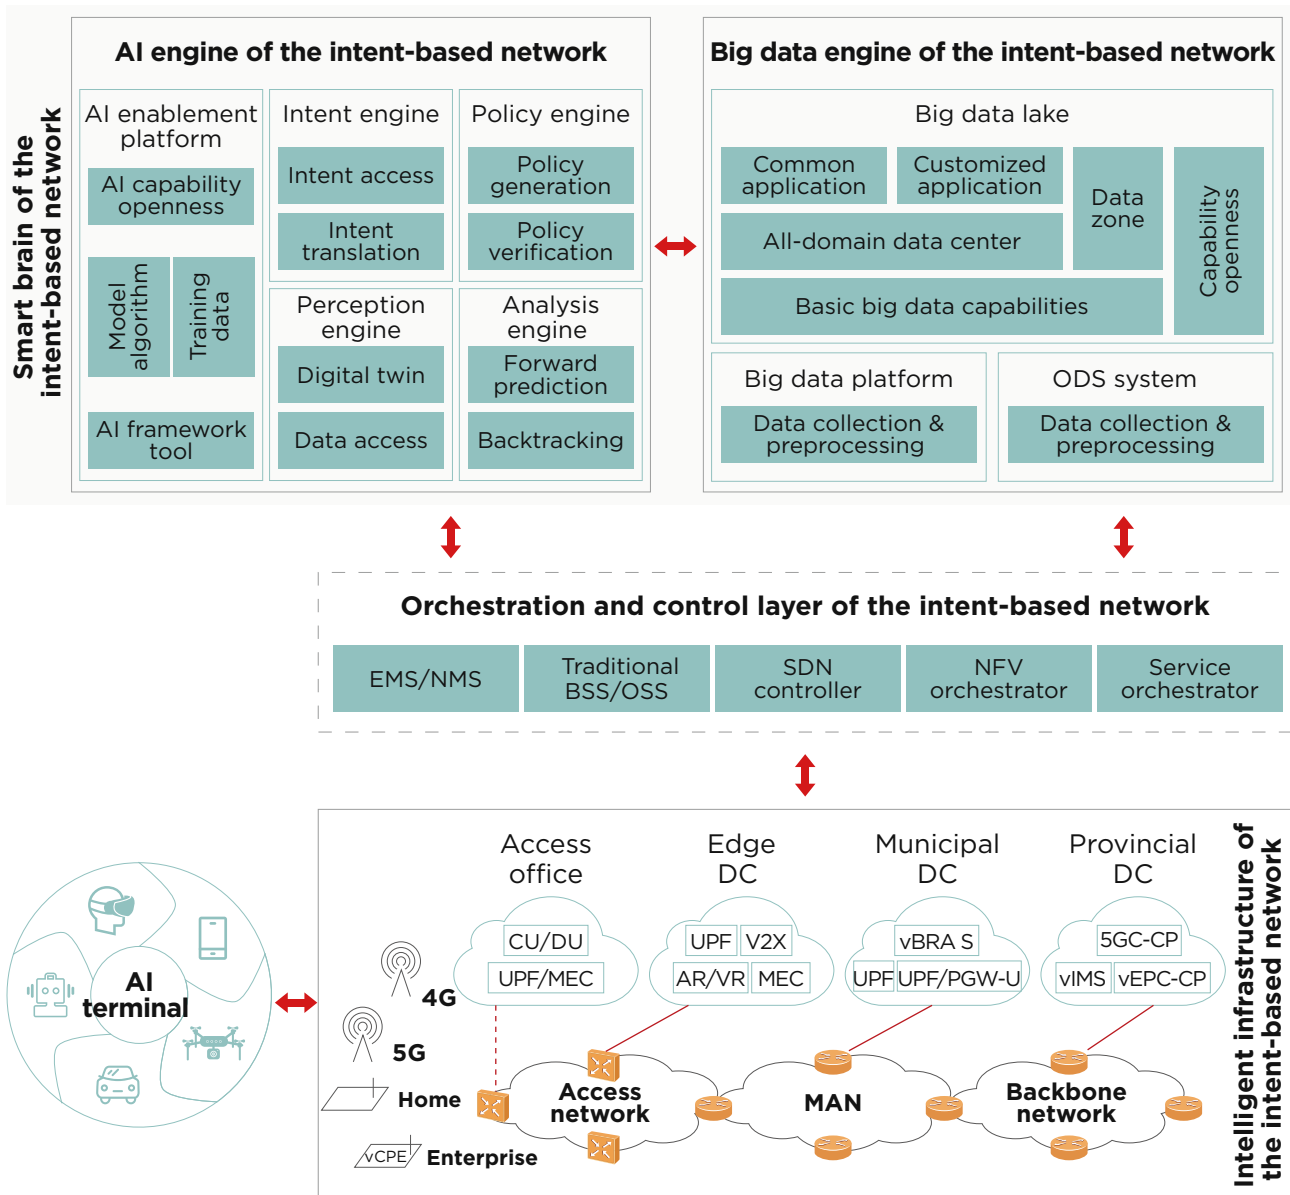 Smart brain of the
intent-based network
AI engine of the intent-based network
AI enablement
platform
AI capability
openness
Model
algorithm
Training
data
AI framework
tool
Intent engine
Intent access
Intent
translation
Policy engine
Policy
generation
Policy
verification
Perception
engine
Digital twin
Data access
Analysis
engine
Forward
prediction
Backtracking
Big data engine of the intent-based network
Big data lake
Common
application
Customized
application
Data
zone
Capability
openness
All-domain data center
Basic big data capabilities
Big data platform
Data collection &
preprocessing
ODS system
Data collection &
preprocessing
Orchestration and control layer of the intent-based network
EMS/NMS
Traditional
BSS/OSS
SDN
controller
NFV
orchestrator
Service
orchestrator
AI
terminal
Intelligent infrastructure of
the intent-based network
Access
office
CU/DU
UPF/MEC
Edge
DC
UPF
V2X
AR/VR
MEC
Municipal
DC
vBRA S
UPF
UPF/PGW-U
Provincial
DC
5GC-CP
vIMS
vEPC-CP
4G
5G
Home
vCPE
Enterprise
Access
network
MAN
Backbone
network